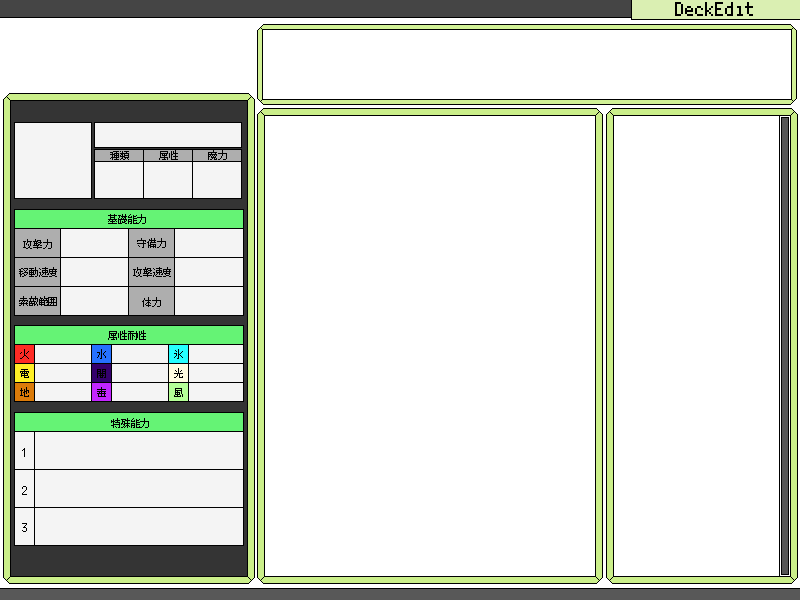 DeckEdit
種類 属性 魔力
基礎能力
攻撃力 守備力
移動速度 攻撃速度
索敵範囲 体力
属性耐性
火 水 氷
電 闇 光
地 毒 風
特殊能力
1
2
3